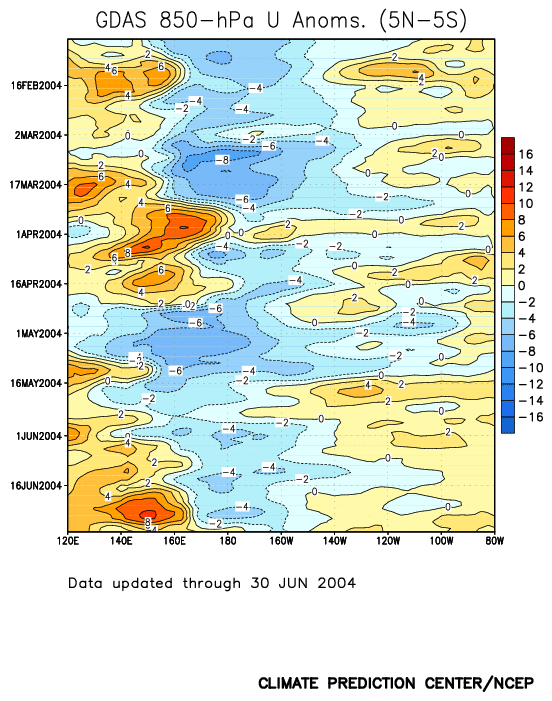 GDAS 850-hPa U Anoms. (5N-5S)
16FEB2004
2MAR2004
17MAR2004
1APR2004
16APR2004
1MAY2004
16MAY2004
1JUN2004
16JUN2004
120E 140E 160E 180 160W 140W 120W 100W 80W
16
14
12
10
8
6
4
2
0
-2
-4
-6
-8
-10
-12
-14
-16
Data updated through 30 JUN 2004
CLIMATE PREDICTION CENTER/NCEP